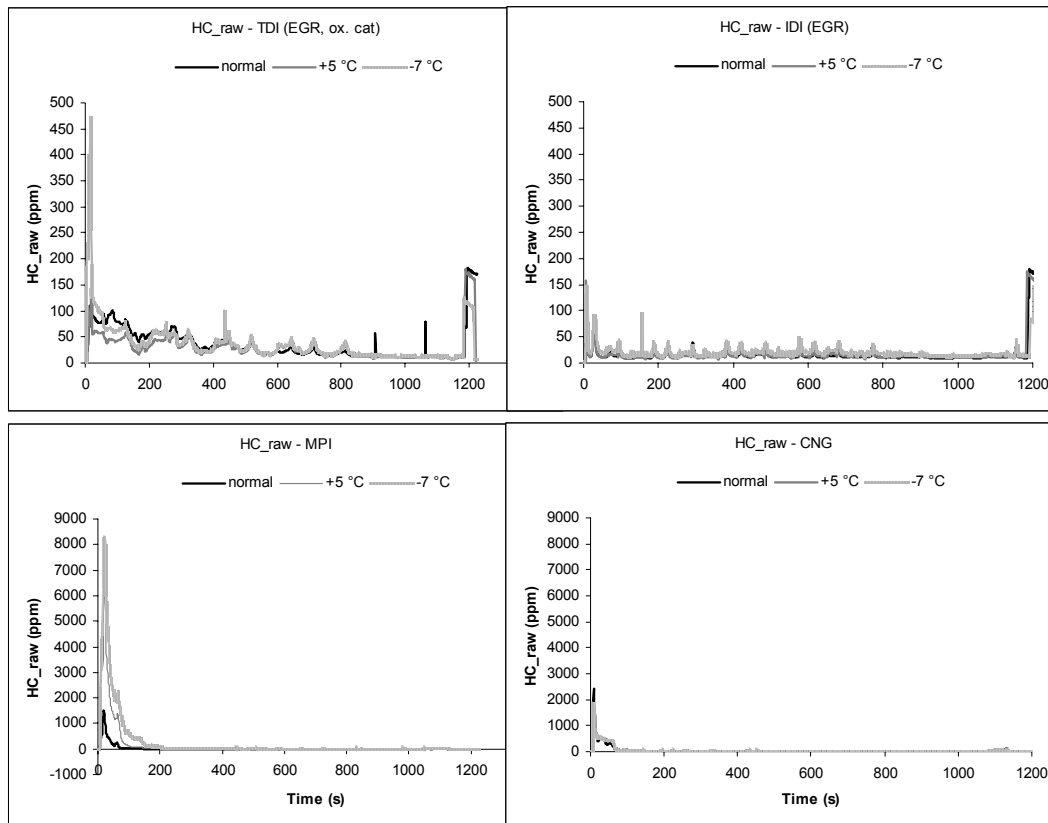 HC_raw - TDI (EGR, ox. cat)
normal +5 °C -7 °C
HC_raw (ppm)
500
450
400
350
300
250
200
150
100
50
0
0 200 400 600 800 1000 1200
HC_raw - IDI (EGR)
normal +5 °C -7 °C
HC_raw (ppm)
500
450
400
350
300
250
200
150
100
50
0
0 200 400 600 800 1000 1200
HC_raw - MPI
normal +5 °C -7 °C
HC_raw (ppm)
9000
8000
7000
6000
5000
4000
3000
2000
1000
0
-1000
0 200 400 600 800 1000 1200
Time (s)
HC_raw - CNG
normal +5 °C -7 °C
HC_raw (ppm)
9000
8000
7000
6000
5000
4000
3000
2000
1000
0
0 200 400 600 800 1000 1200
Time (s)